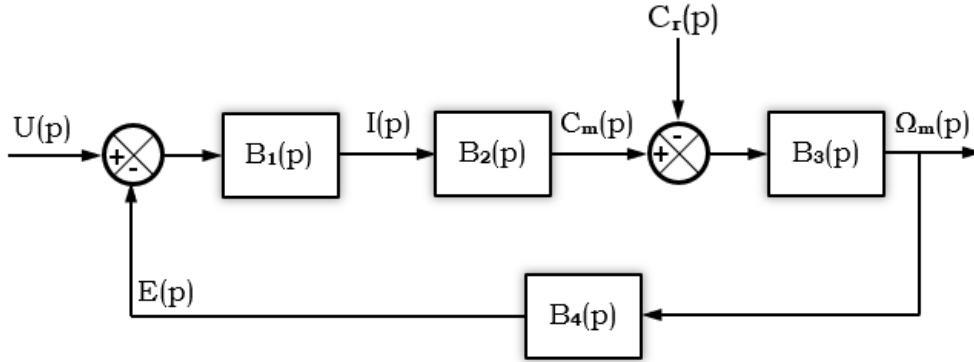 Cᵣ(p)
U(p)
+
-
B₁(p)
I(p)
B₂(p)
Cₘ(p)
-
+
B₃(p)
Ωₘ(p)
E(p)
B₄(p)